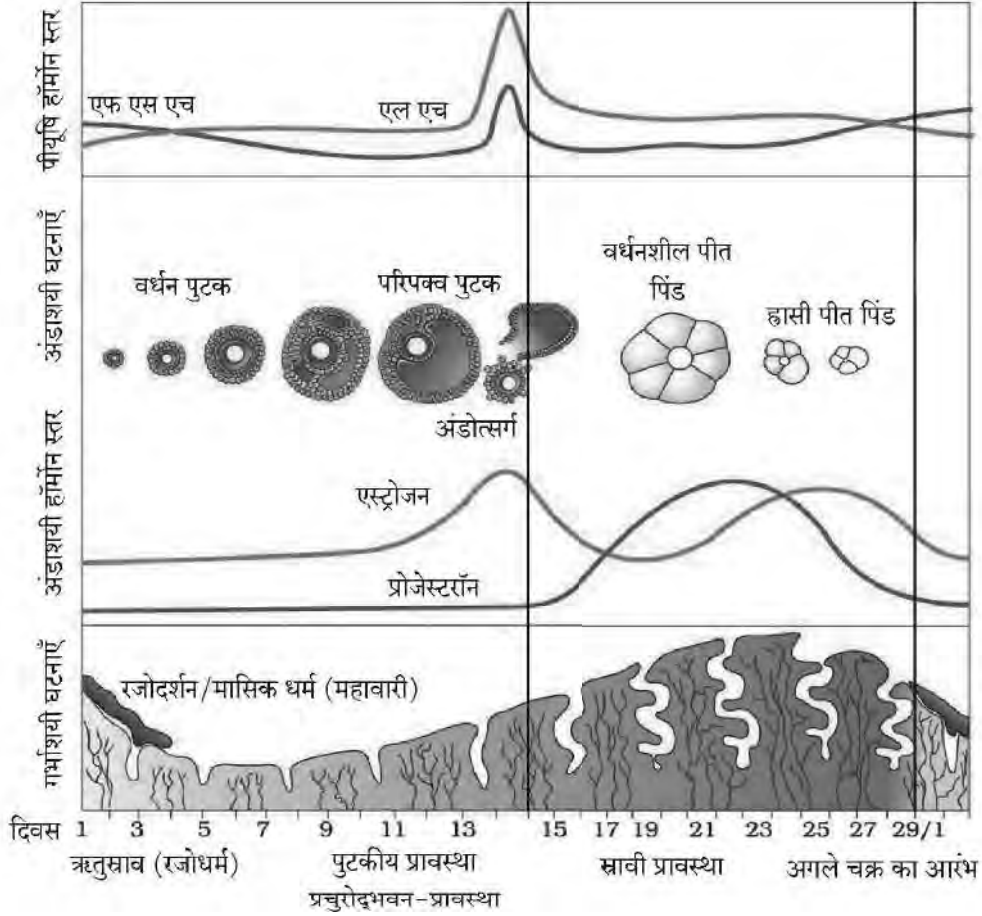 पीयूषि हॉर्मोन स्तर
एफ एस एच
एल एच
अंडाशयी घटनाएँ
वर्धन पुटक
परिपक्व पुटक
वर्धनशील पीत
पिंड
ह्रासी पीत पिंड
अंडोत्सर्ग
अंडाशयी हॉर्मोन स्तर
एस्ट्रोजन
प्रोजेस्टरॉन
गर्भाशयी घटनाएँ
रजोदर्शन/मासिक धर्म (महावारी)
दिवस 1 3 5 7 9 11 13 15 17 19 21 23 25 27 29/1
ऋतुस्राव (रजोधर्म) पुटकीय प्रावस्था स्रावी प्रावस्था अगले चक्र का आरंभ
प्रचुरोद्भवन-प्रावस्था